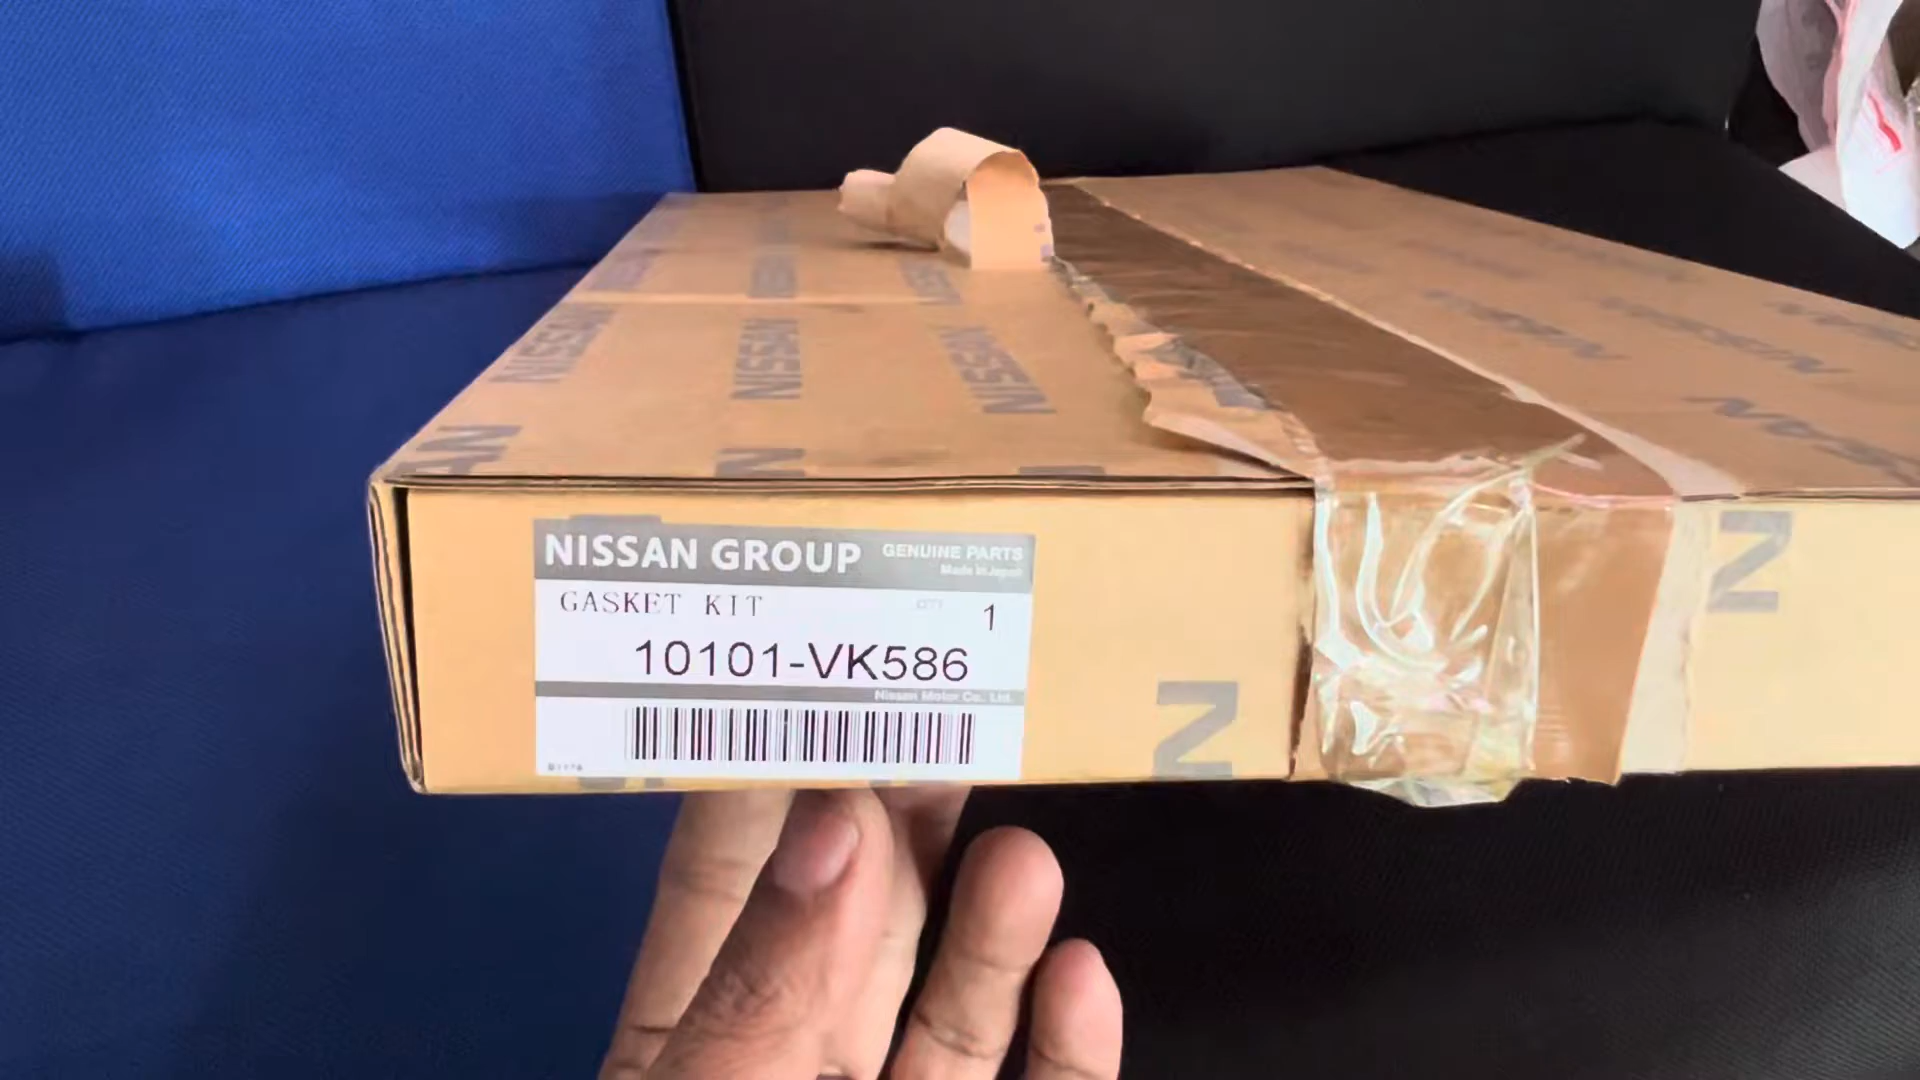 NISSAN NISSAN NISSAN
NISSAN GROUP
GENUINE PARTS
Made in Japan
GASKET KIT
QTY
1
10101-VK586
Nissan Motor Co., Ltd.
N
N